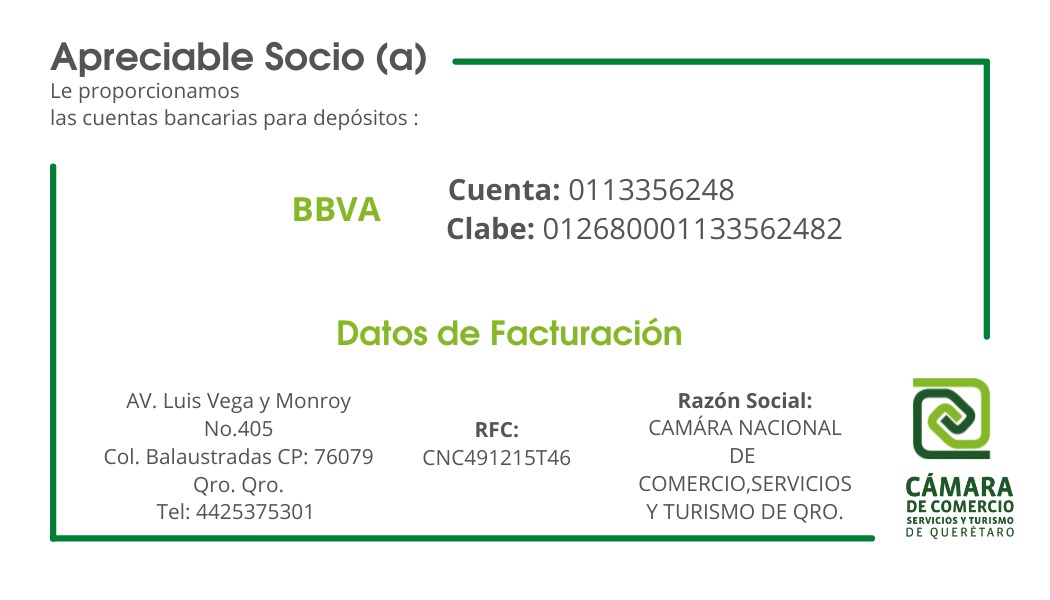 Apreciable Socio (a)
Le proporcionamos
las cuentas bancarias para depósitos :
BBVA
Cuenta: 0113356248
Clabe: 012680001133562482
Datos de Facturación
AV. Luis Vega y Monroy
No.405
Col. Balaustradas CP: 76079
Qro. Qro.
Tel: 4425375301
RFC:
CNC491215T46
Razón Social:
CAMÁRA NACIONAL
DE
COMERCIO,SERVICIOS
Y TURISMO DE QRO.
CÁMARA
DE COMERCIO
SERVICIOS Y TURISMO
DE QUERÉTARO